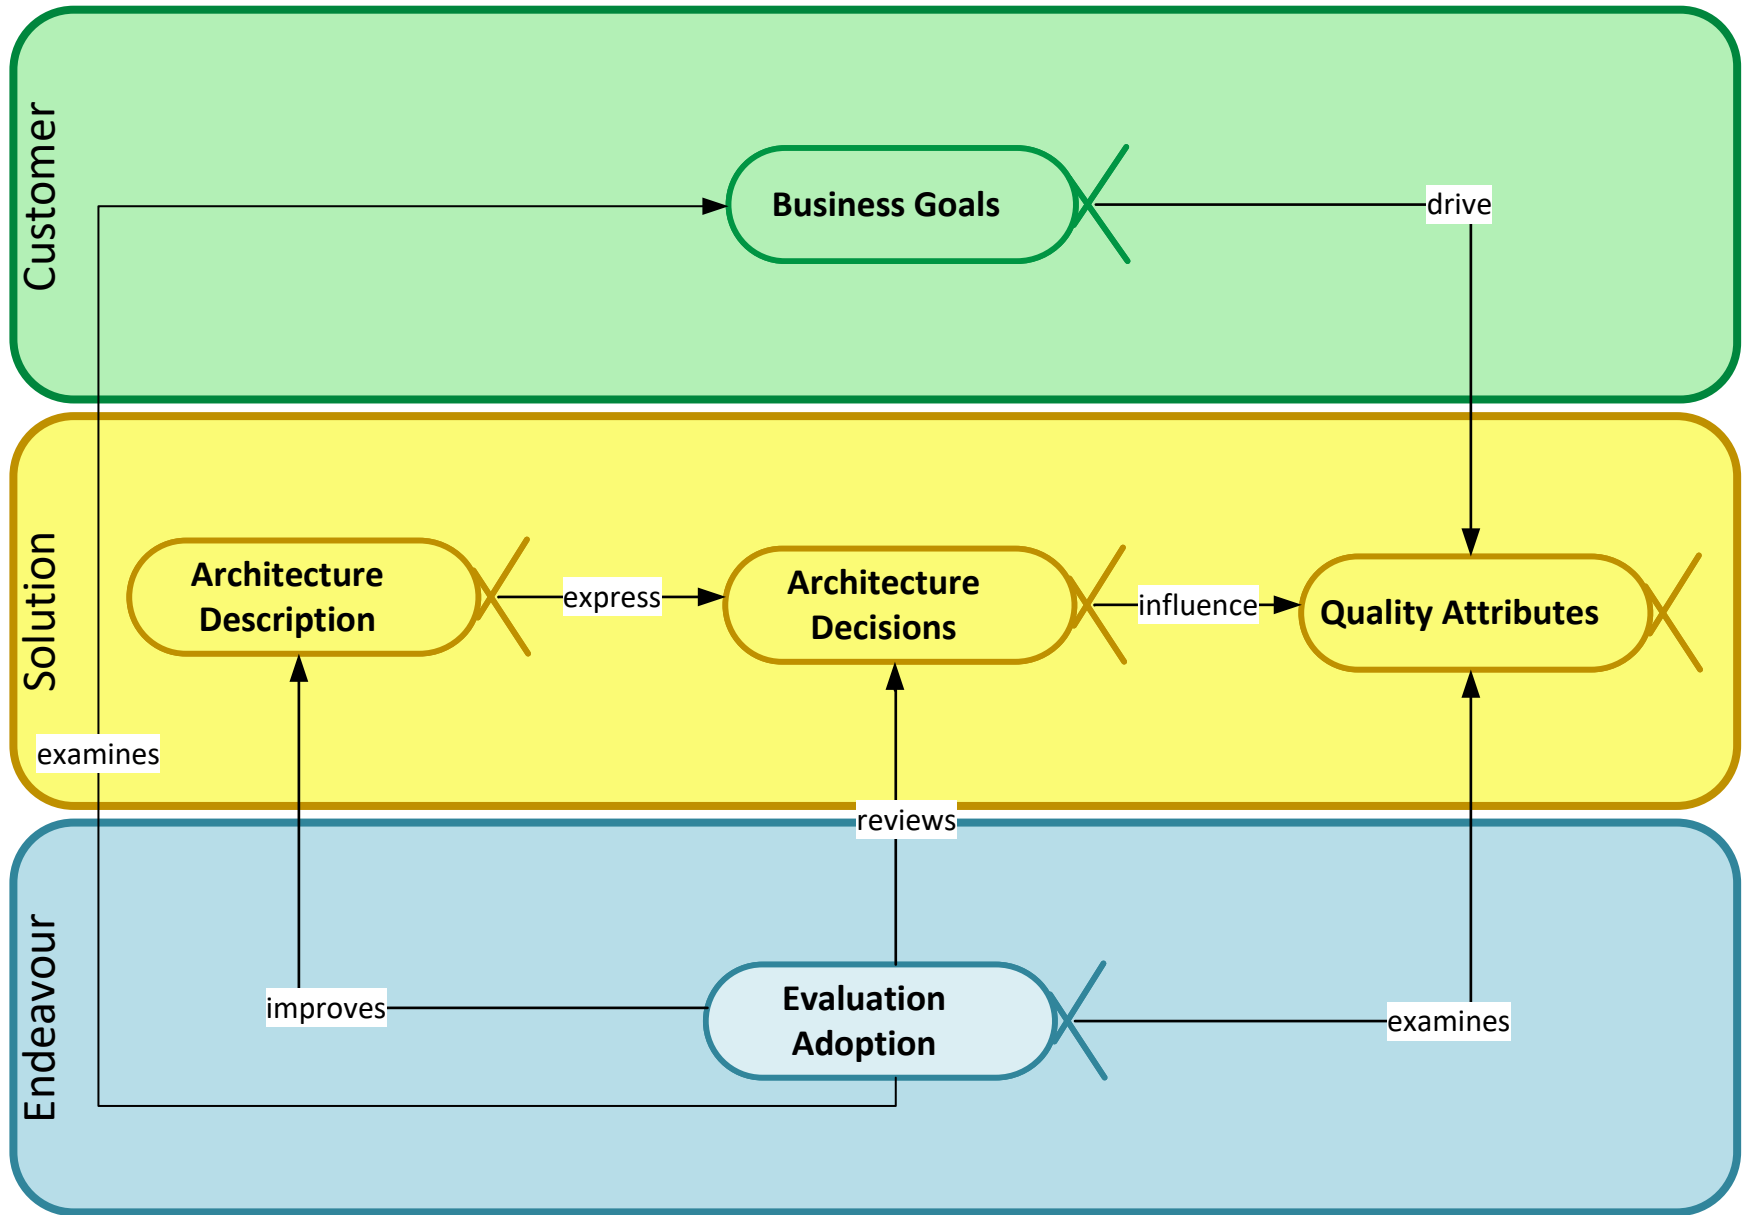 Customer
Business Goals
drive
Solution
Architecture
Description
express
Architecture
Decisions
influence
Quality Attributes
examines
reviews
Endeavour
improves
Evaluation
Adoption
examines